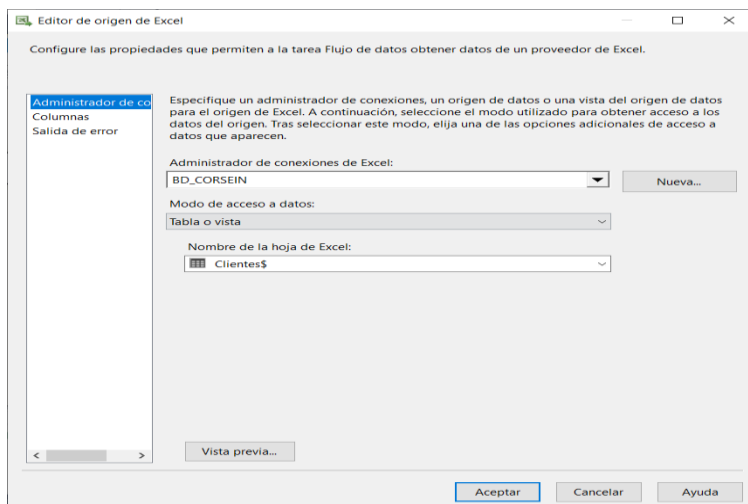 Editor de origen de Excel
Configure las propiedades que permiten a la tarea Flujo de datos obtener datos de un proveedor de Excel.
Administrador de co
Columnas
Salida de error
Especifique un administrador de conexiones, un origen de datos o una vista del origen de datos
para el origen de Excel. A continuación, seleccione el modo utilizado para obtener acceso a los
datos del origen. Tras seleccionar este modo, elija una de las opciones adicionales de acceso a
datos que aparecen.
Administrador de conexiones de Excel:
BD_CORSEIN
Nueva...
Modo de acceso a datos:
Tabla o vista
Nombre de la hoja de Excel:
Clientes$
Vista previa...
Aceptar
Cancelar
Ayuda